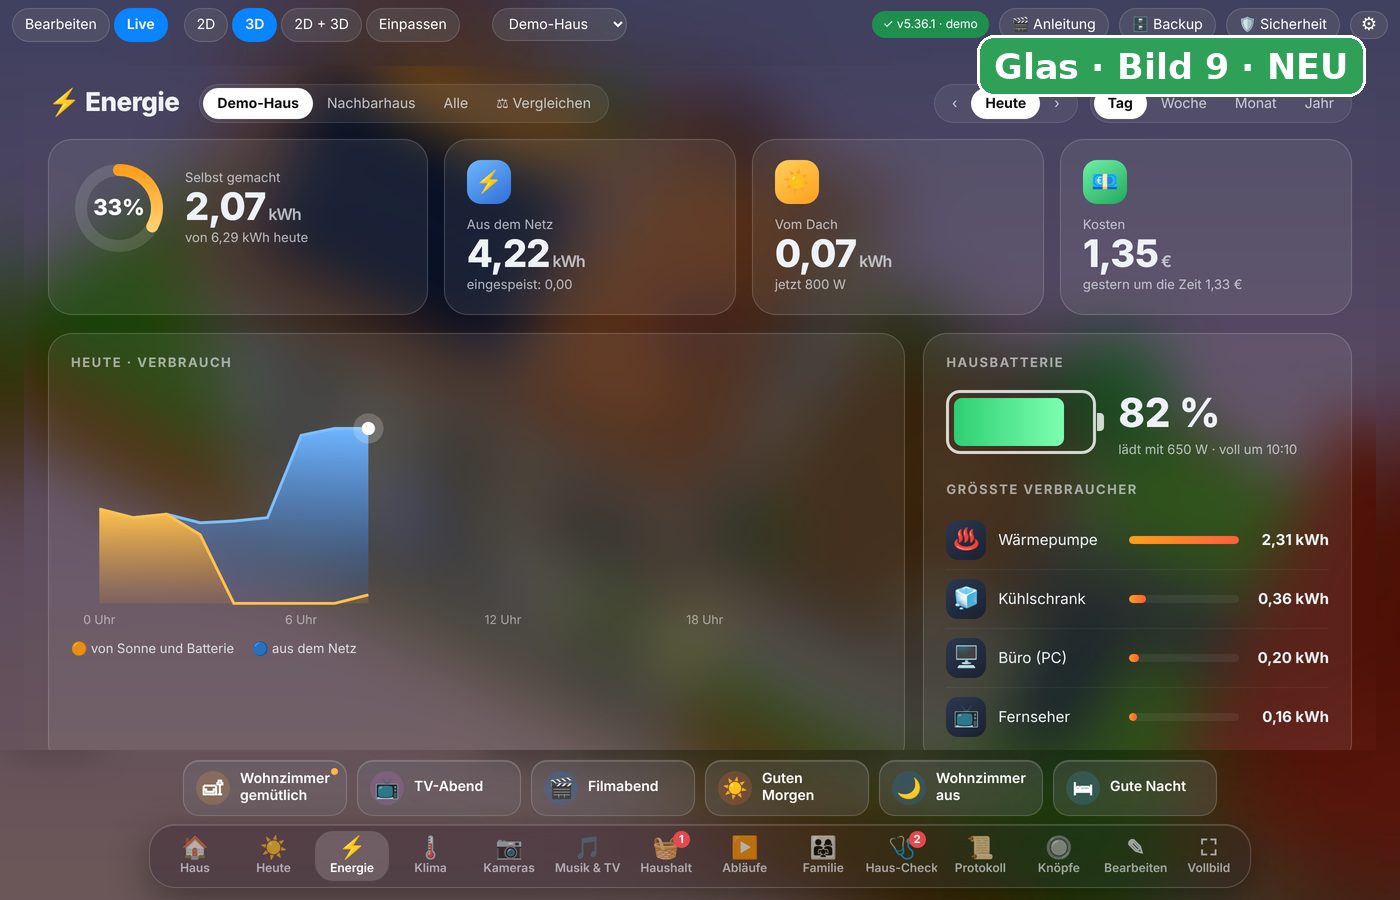 Bearbeiten Live 2D 3D 2D + 3D Einpassen Demo-Haus ✓ v5.36.1 · demo Anleitung Backup Sicherheit
Glas · Bild 9 · NEU
Energie Demo-Haus Nachbarhaus Alle Vergleichen ‹ Heute › Tag Woche Monat Jahr
33%
Selbst gemacht
2,07 kWh
von 6,29 kWh heute
Aus dem Netz
4,22 kWh
eingespeist: 0,00
Vom Dach
0,07 kWh
jetzt 800 W
Kosten
1,35 €
gestern um die Zeit 1,33 €
HEUTE · VERBRAUCH
0 Uhr 6 Uhr 12 Uhr 18 Uhr
von Sonne und Batterie aus dem Netz
HAUSBATTERIE
82 %
lädt mit 650 W · voll um 10:10
GRÖSSTE VERBRAUCHER
Wärmepumpe 2,31 kWh
Kühlschrank 0,36 kWh
Büro (PC) 0,20 kWh
Fernseher 0,16 kWh
Wohnzimmer
gemütlich
TV-Abend
Filmabend
Guten
Morgen
Wohnzimmer
aus
Gute Nacht
1 2
Haus Heute Energie Klima Kameras Musik & TV Haushalt Abläufe Familie Haus-Check Protokoll Knöpfe Bearbeiten Vollbild